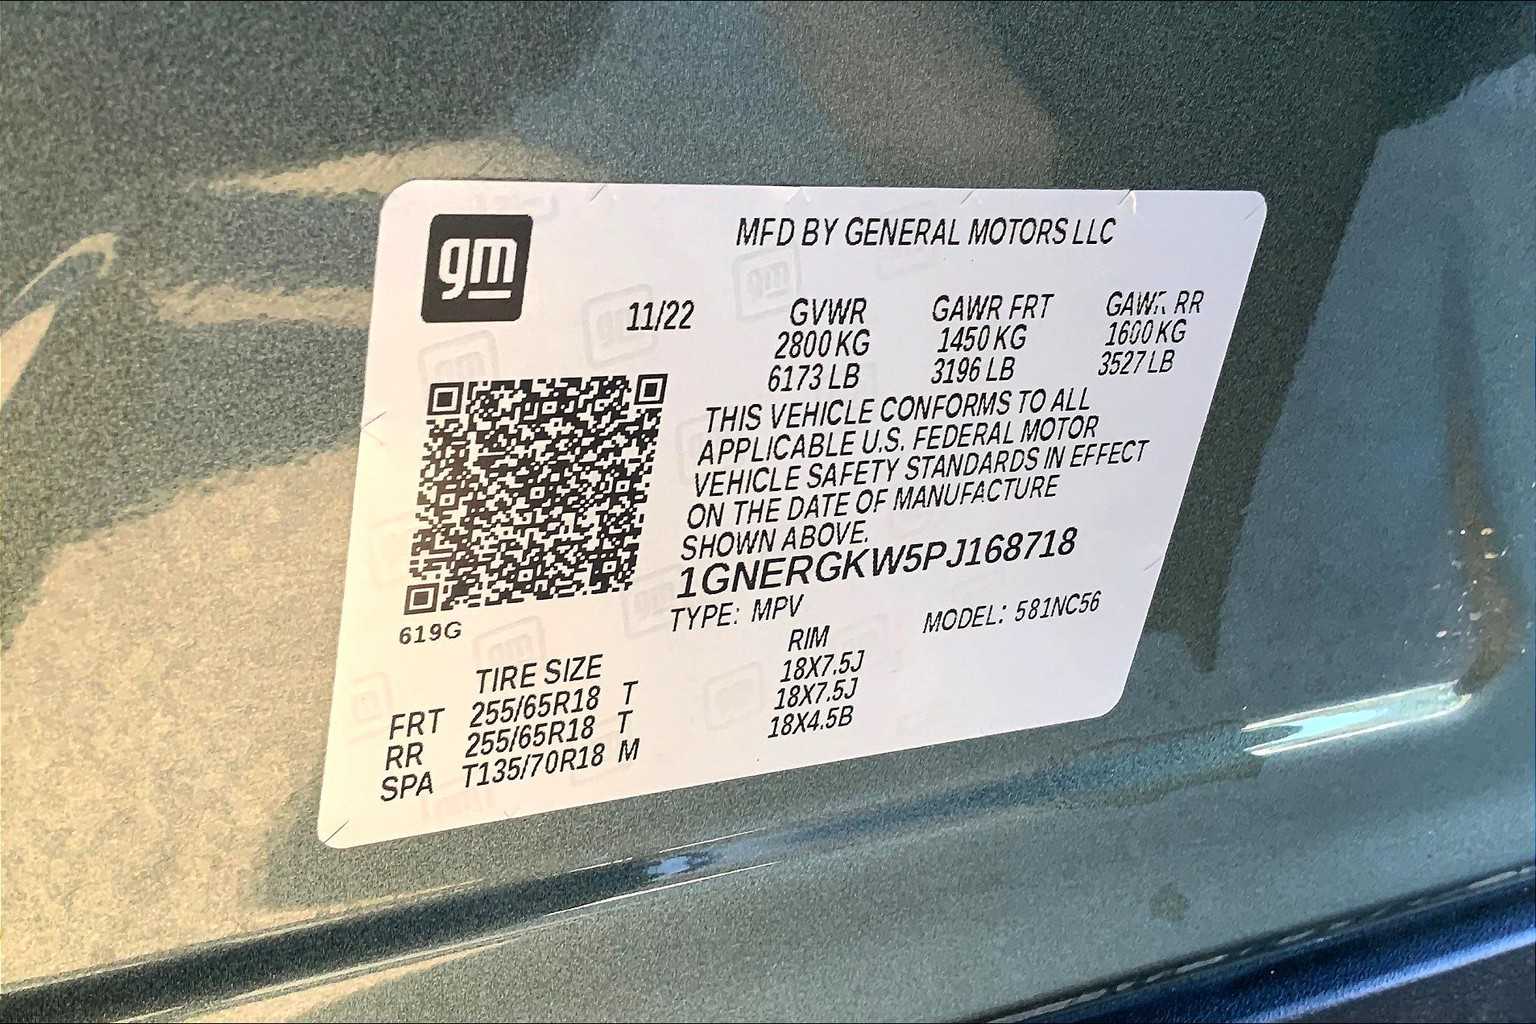 gm
MFD BY GENERAL MOTORS LLC
11/22 GVWR GAWR FRT GAWR RR
2800 KG 1450 KG 1600 KG
6173 LB 3196 LB 3527 LB
THIS VEHICLE CONFORMS TO ALL
APPLICABLE U.S. FEDERAL MOTOR
VEHICLE SAFETY STANDARDS IN EFFECT
ON THE DATE OF MANUFACTURE
SHOWN ABOVE.
1GNERGKW5PJ168718
TYPE: MPV MODEL: 581NC56
619G
TIRE SIZE RIM
FRT 255/65R18 T 18X7.5J
RR 255/65R18 T 18X7.5J
SPA T135/70R18 M 18X4.5B